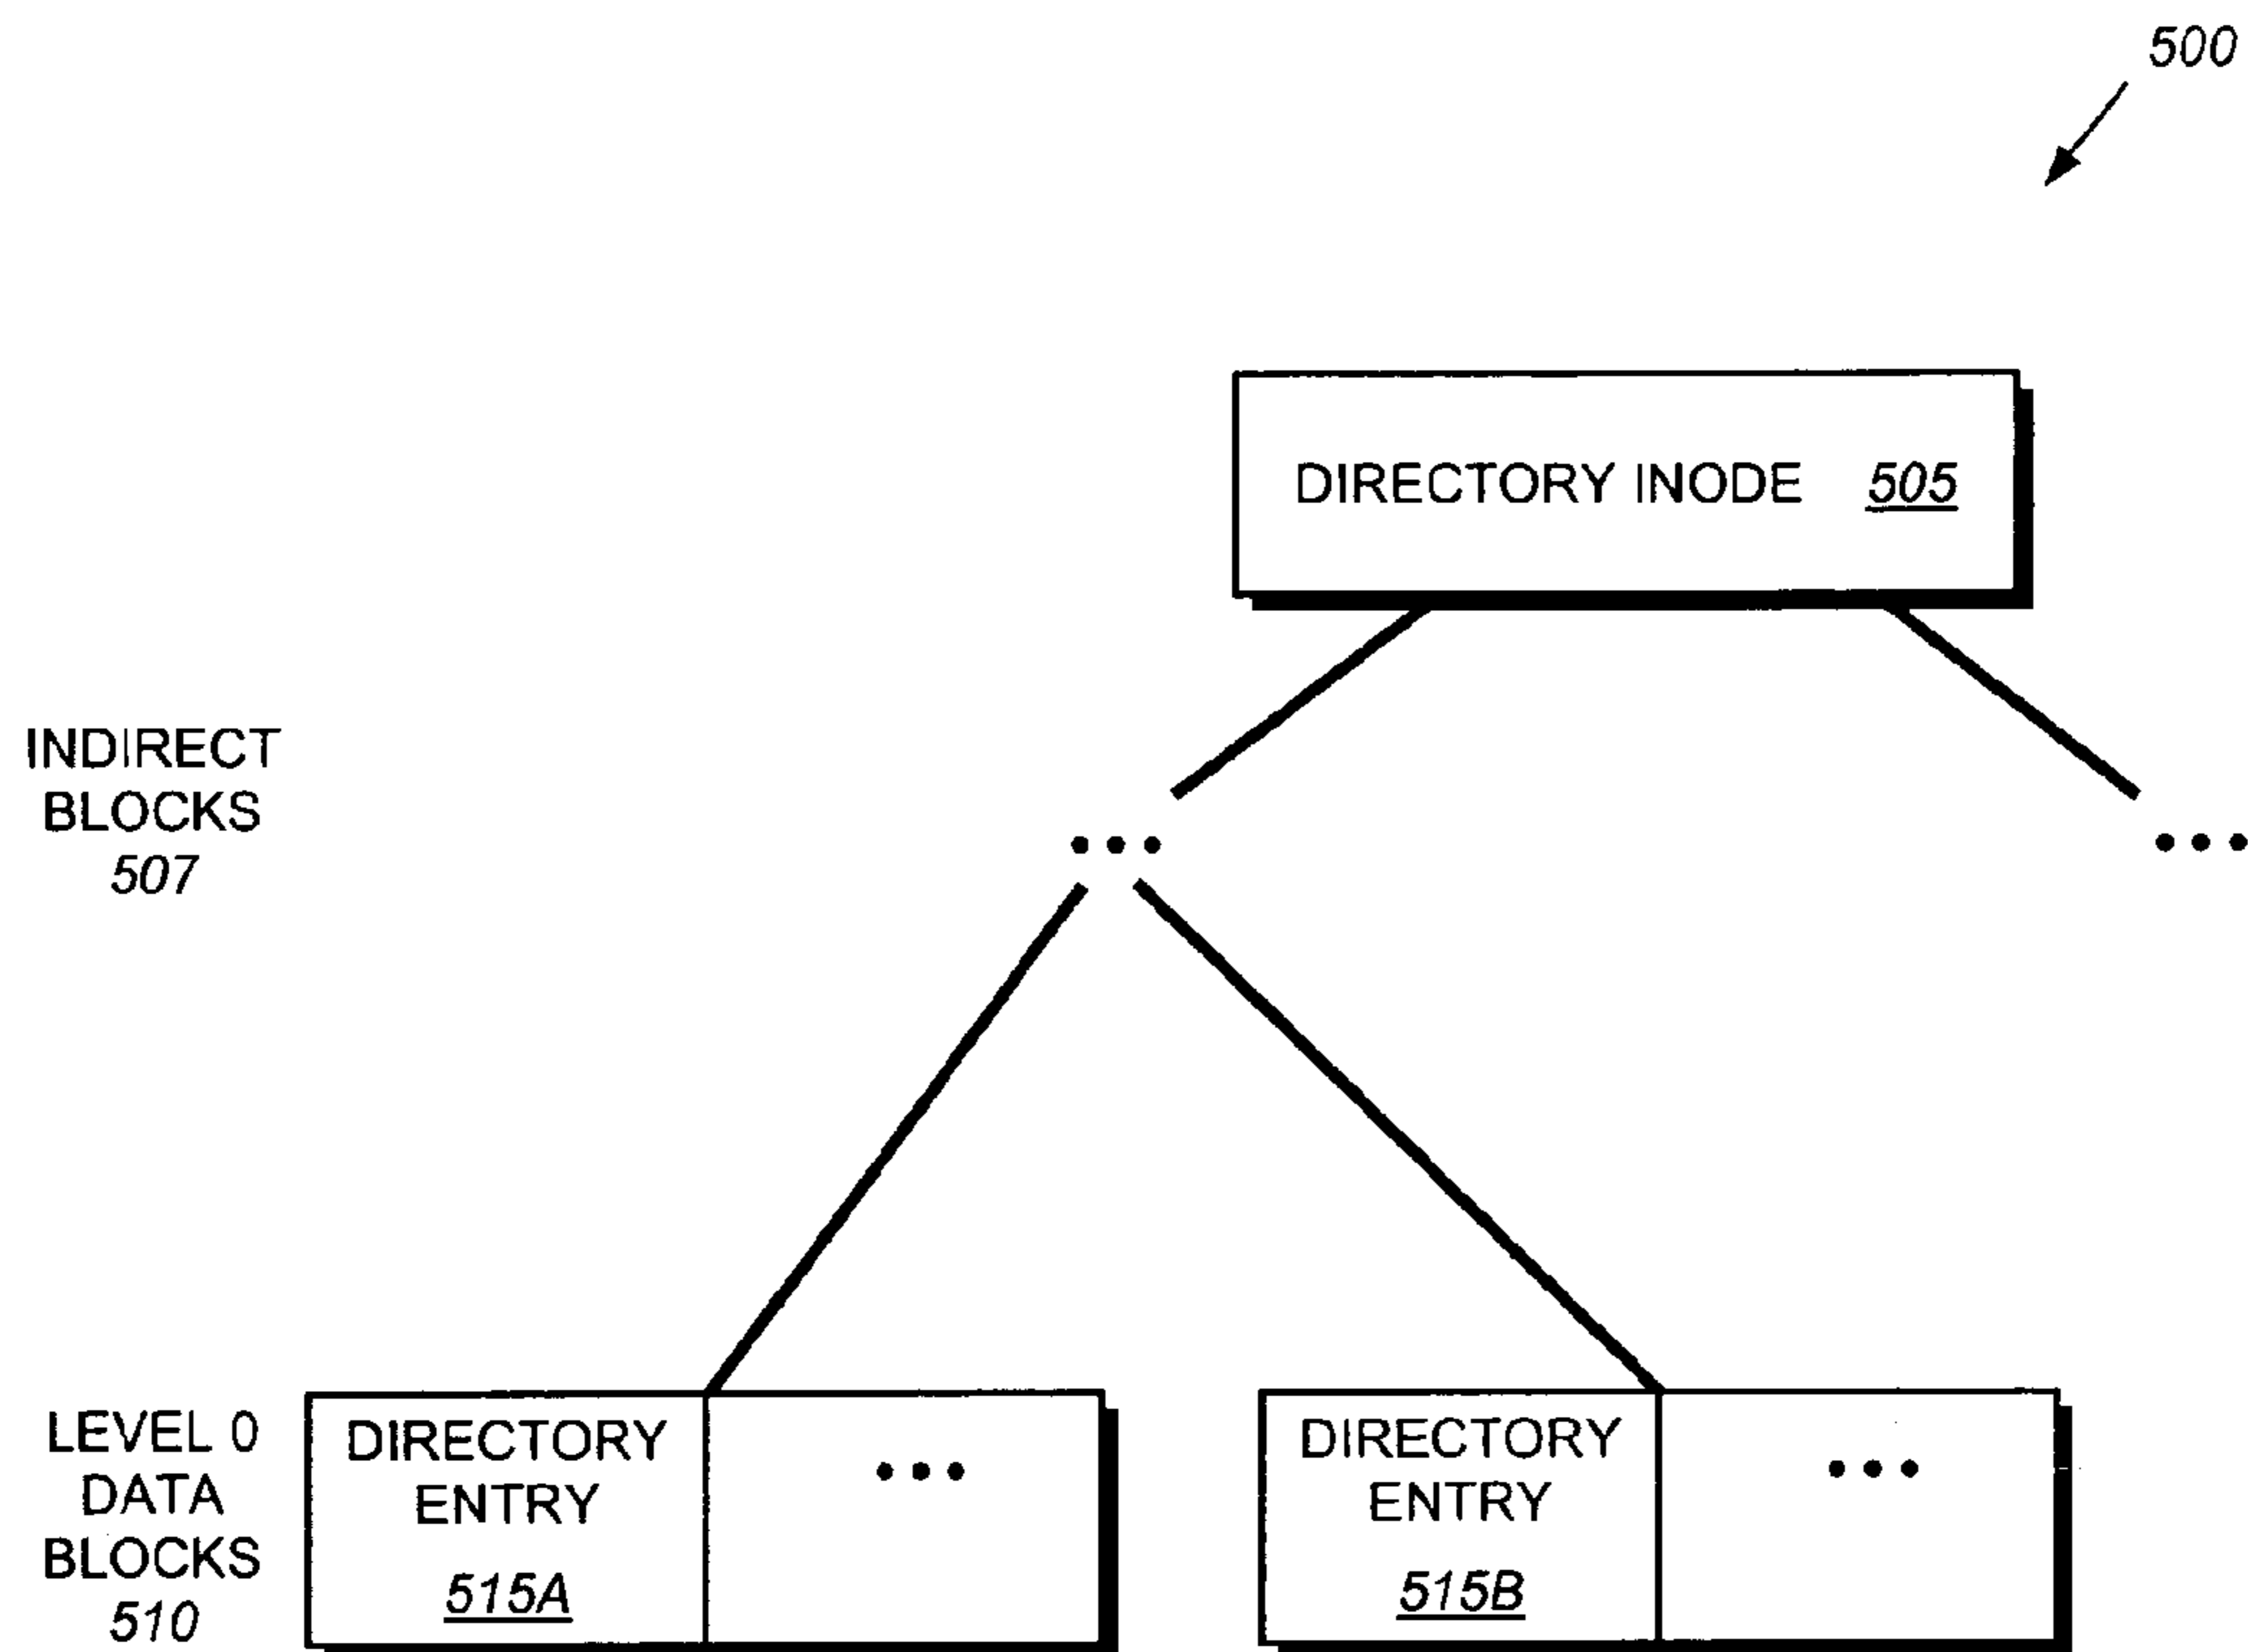 500
DIRECTORY INODE 505
INDIRECT
BLOCKS
507
• • •
• • •
LEVEL 0
DATA
BLOCKS
510
DIRECTORY
ENTRY
515A
• • •
DIRECTORY
ENTRY
515B
• • •